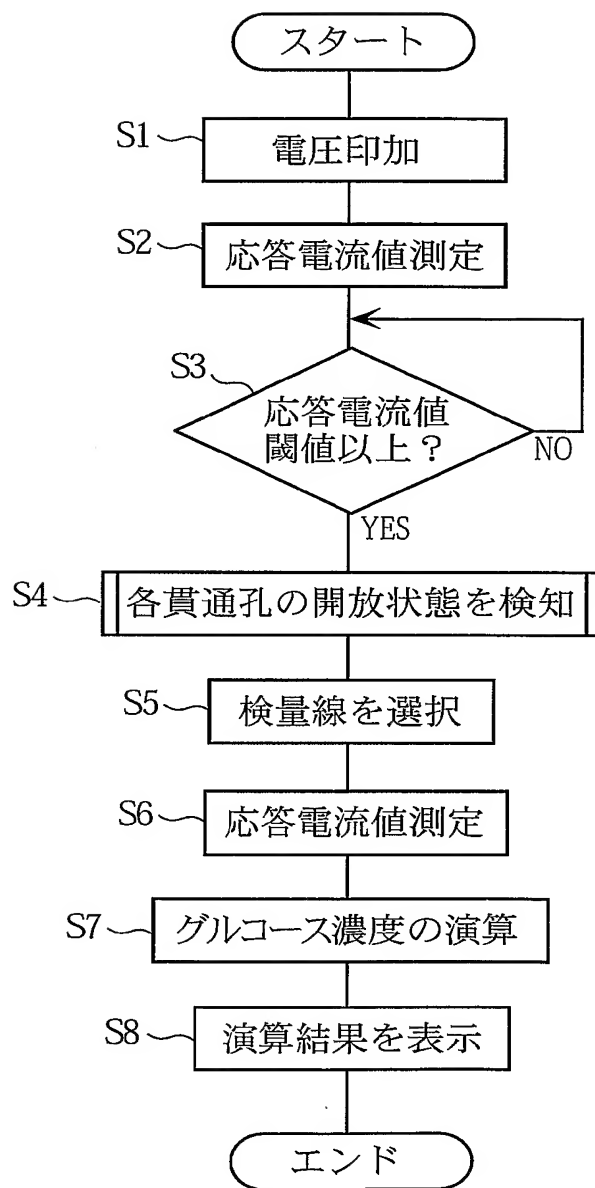 スタート
S1
電圧印加
S2
応答電流値測定
S3
応答電流値
閾値以上？
NO
YES
S4
各貫通孔の開放状態を検知
S5
検量線を選択
S6
応答電流値測定
S7
グルコース濃度の演算
S8
演算結果を表示
エンド